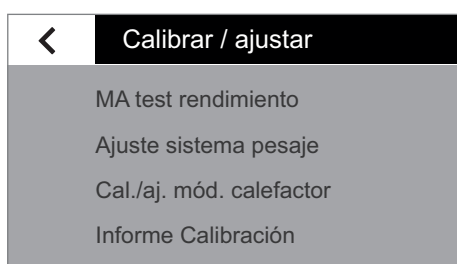 Calibrar / ajustar
MA test rendimiento
Ajuste sistema pesaje
Cal./aj. mód. calefactor
Informe Calibración